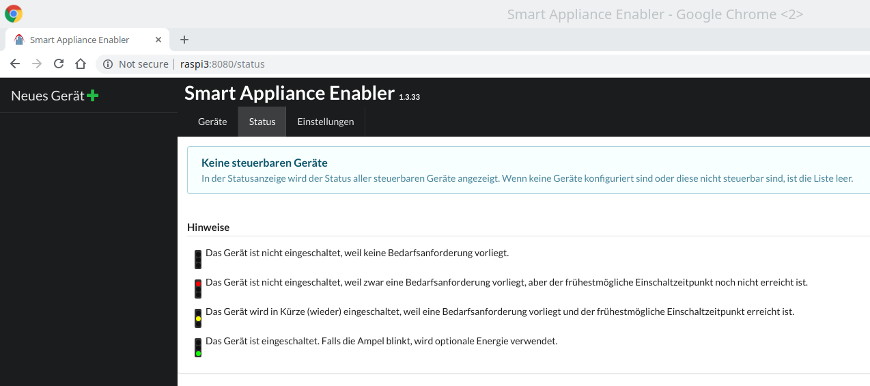 Smart Appliance Enabler - Google Chrome <2>
Smart Appliance Enabler
Not secure | raspi3:8080/status
Neues Gerät
Smart Appliance Enabler 1.3.33
Geräte Status Einstellungen
Keine steuerbaren Geräte
In der Statusanzeige wird der Status aller steuerbaren Geräte angezeigt. Wenn keine Geräte konfiguriert sind oder diese nicht steuerbar sind, ist die Liste leer.
Hinweise
Das Gerät ist nicht eingeschaltet, weil keine Bedarfsanforderung vorliegt.
Das Gerät ist nicht eingeschaltet, weil zwar eine Bedarfsanforderung vorliegt, aber der frühestmögliche Einschaltzeitpunkt noch nicht erreicht ist.
Das Gerät wird in Kürze (wieder) eingeschaltet, weil eine Bedarfsanforderung vorliegt und der frühestmögliche Einschaltzeitpunkt erreicht ist.
Das Gerät ist eingeschaltet. Falls die Ampel blinkt, wird optionale Energie verwendet.